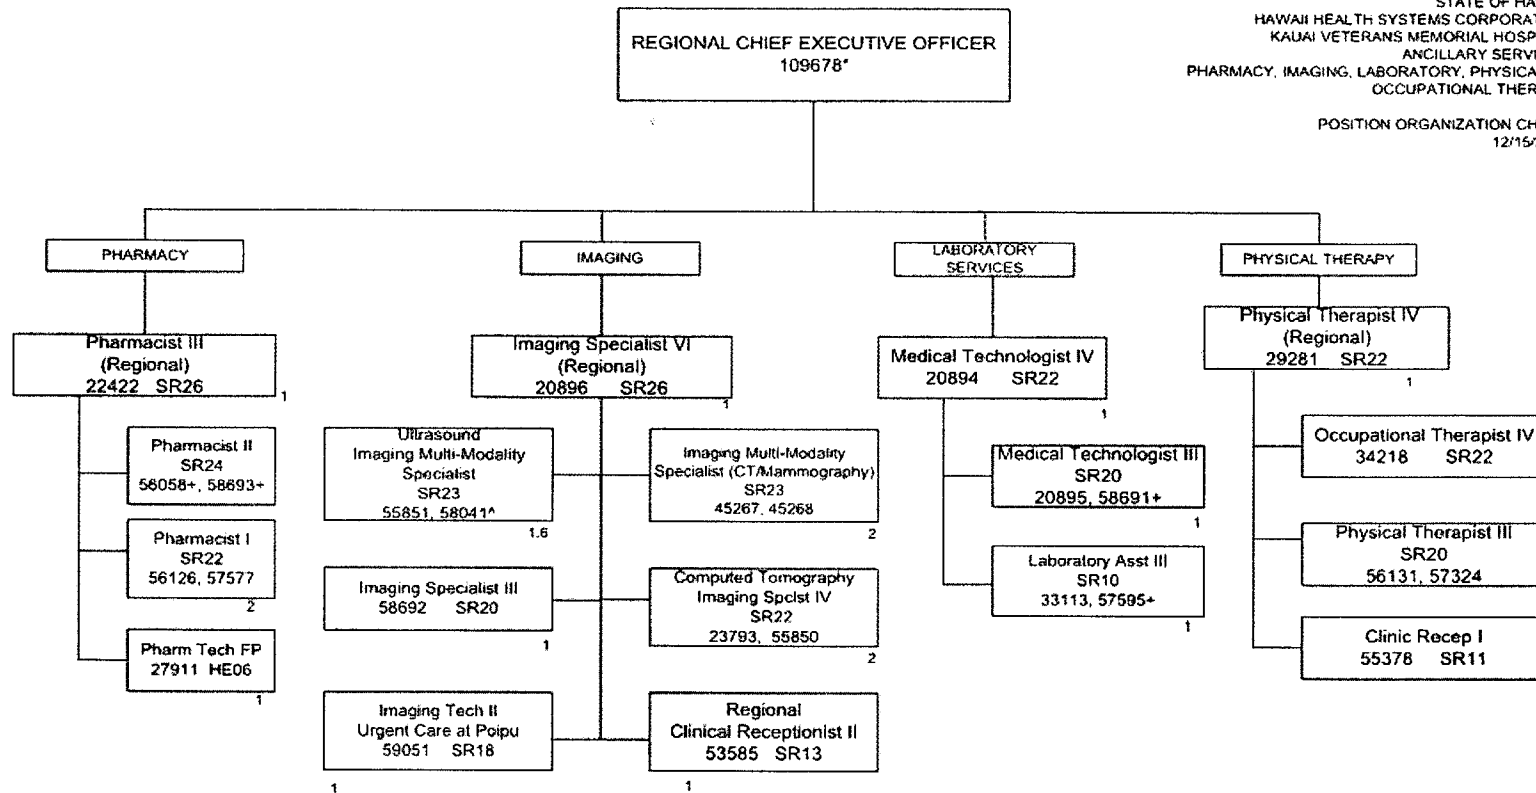 STATE OF HA
HAWAII HEALTH SYSTEMS CORPORAT
KAUAI VETERANS MEMORIAL HOSP
ANCILLARY SERVI
PHARMACY, IMAGING, LABORATORY, PHYSICA
OCCUPATIONAL THER
POSITION ORGANIZATION CH
12/15/
REGIONAL CHIEF EXECUTIVE OFFICER
109678*
PHARMACY
Pharmacist III
(Regional)
22422 SR26
1
Pharmacist II
SR24
56058+, 58693+
Pharmacist I
SR22
56126, 57577
2
Pharm Tech FP
27911 HE06
1
IMAGING
Imaging Specialist VI
(Regional)
20896 SR26
1
Ultrasound
Imaging Multi-Modality
Specialist
SR23
55851, 58041^
1.6
Imaging Multi-Modality
Specialist (CT/Mammography)
SR23
45267, 45268
2
Imaging Specialist III
58692 SR20
1
Computed Tomography
Imaging Spclst IV
SR22
23793, 55850
2
Imaging Tech II
Urgent Care at Poipu
59051 SR18
1
Regional
Clinical Receptionist II
53585 SR13
1
LABORATORY
SERVICES
Medical Technologist IV
20894 SR22
1
Medical Technologist III
SR20
20895, 58691+
1
Laboratory Asst III
SR10
33113, 57595+
1
PHYSICAL THERAPY
Physical Therapist IV
(Regional)
29281 SR22
1
Occupational Therapist IV
34218 SR22
Physical Therapist III
SR20
56131, 57324
Clinic Recep I
55378 SR11